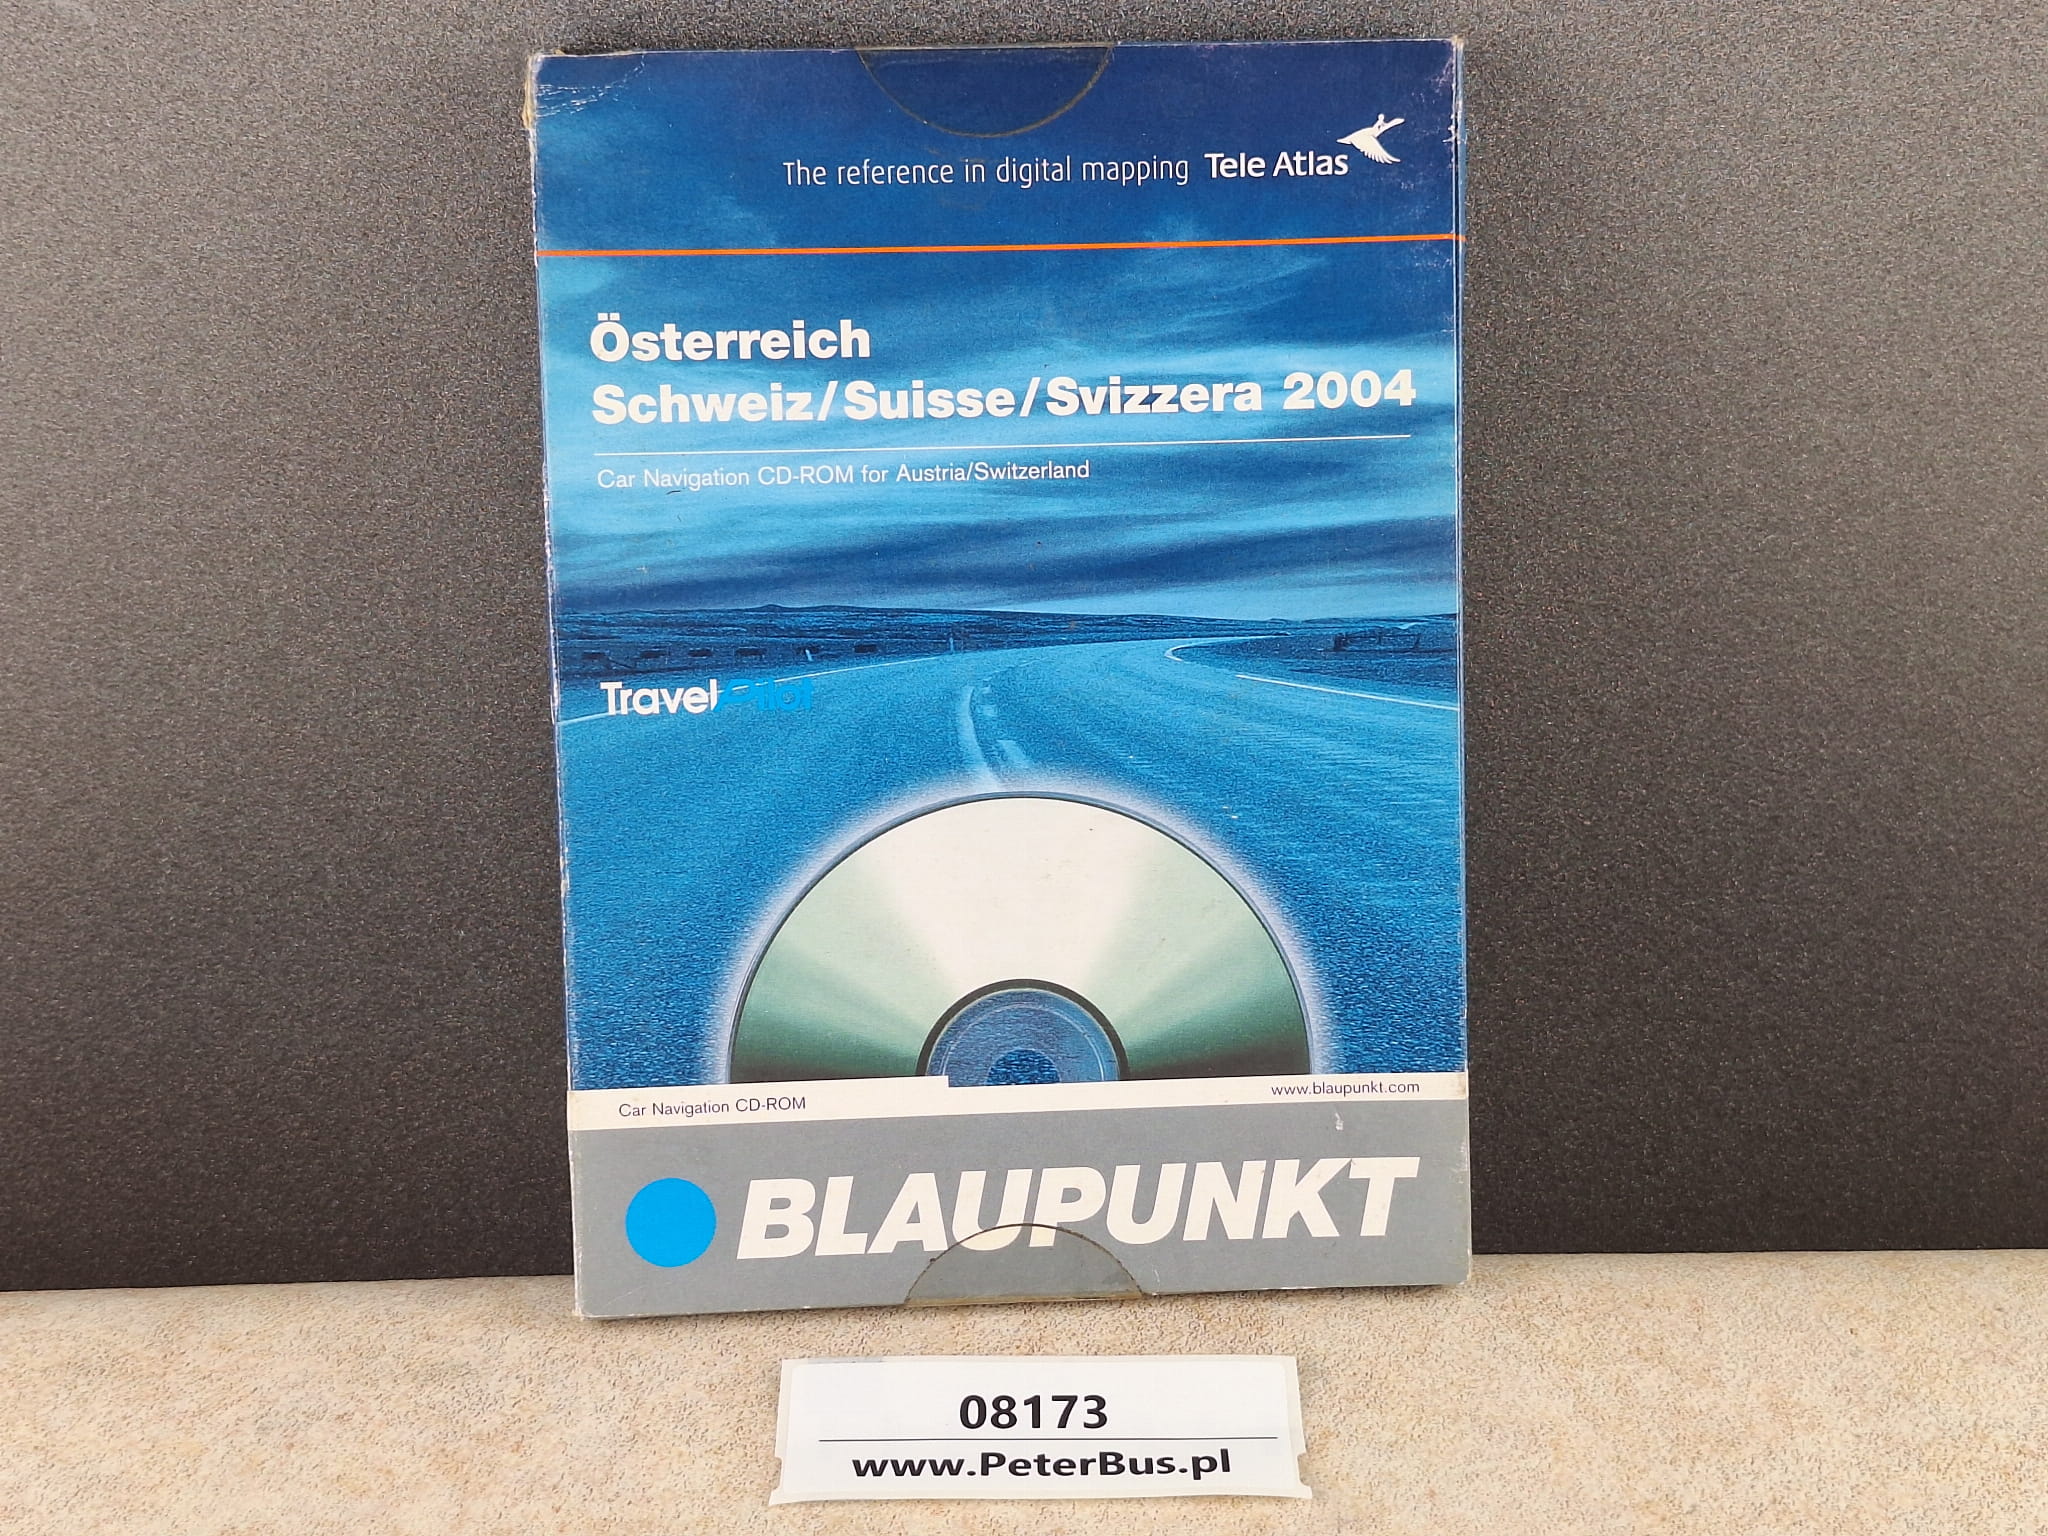 The reference in digital mapping Tele Atlas
Österreich
Schweiz/Suisse/Svizzera 2004
Car Navigation CD-ROM for Austria/Switzerland
TravelPilot
www.blaupunkt.com
Car Navigation CD-ROM
BLAUPUNKT
08173
www.PeterBus.pl